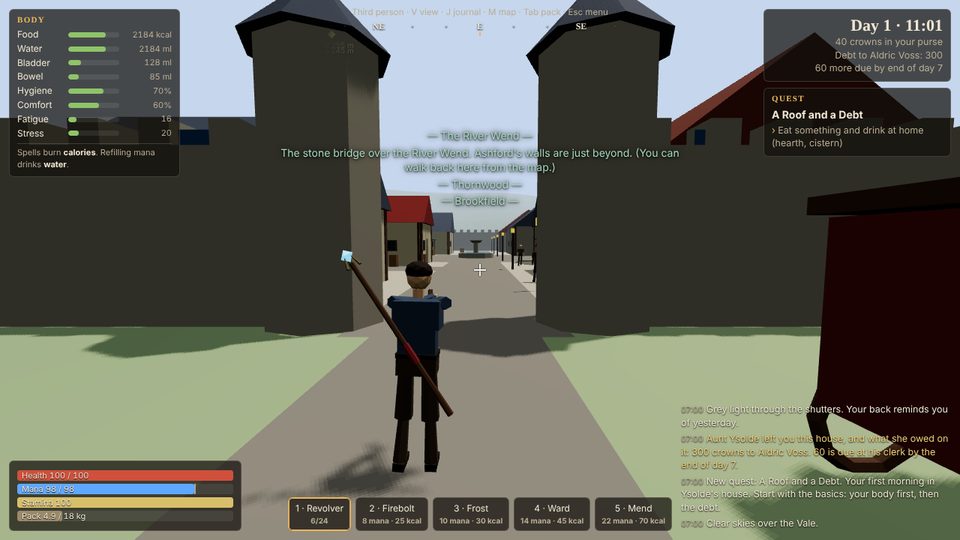 BODY
Food 2184 kcal
Water 2184 ml
Bladder 128 ml
Bowel 85 ml
Hygiene 70%
Comfort 60%
Fatigue 16
Stress 20
Spells burn calories. Refilling mana
drinks water.
Third person · V view · J journal · M map · Tab pack · Esc menu
NE E SE
Day 1 · 11:01
40 crowns in your purse
Debt to Aldric Voss: 300
60 more due by end of day 7
QUEST
A Roof and a Debt
› Eat something and drink at home
(hearth, cistern)
— The River Wend —
The stone bridge over the River Wend. Ashford's walls are just beyond. (You can
walk back here from the map.)
— Thornwood —
— Brookfield —
07:00 Grey light through the shutters. Your back reminds you
of yesterday.
07:00 Aunt Ysolde left you this house, and what she owed on
it: 300 crowns to Aldric Voss. 60 is due at his clerk by the
end of day 7.
07:00 New quest: A Roof and a Debt. Your first morning in
Ysolde's house. Start with the basics: your body first, then
the debt.
07:00 Clear skies over the Vale.
Health 100 / 100
Mana 98 / 98
Stamina 100
Pack 4.9 / 18 kg
1 · Revolver
6/24
2 · Firebolt
8 mana · 25 kcal
3 · Frost
10 mana · 30 kcal
4 · Ward
14 mana · 45 kcal
5 · Mend
22 mana · 70 kcal